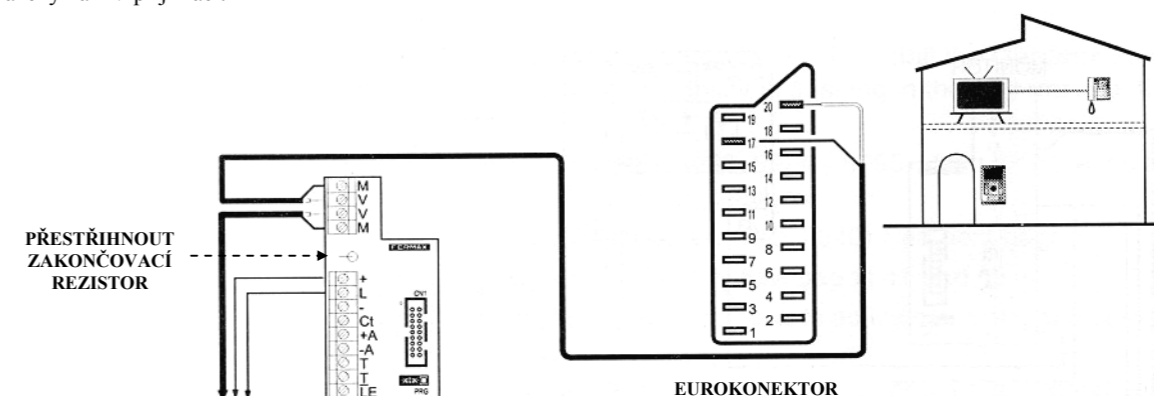 M
V
V
M
PŘESTŘIHNOUT
ZAKONČOVACÍ
REZISTOR
FERMAX
+
L
-
Ct
+A
-A
T
T
LE
CN1
PRG
20
19
18
17
16
15
14
13
12
11
10
9
8
7
6
5
4
3
2
1
EUROKONEKTOR